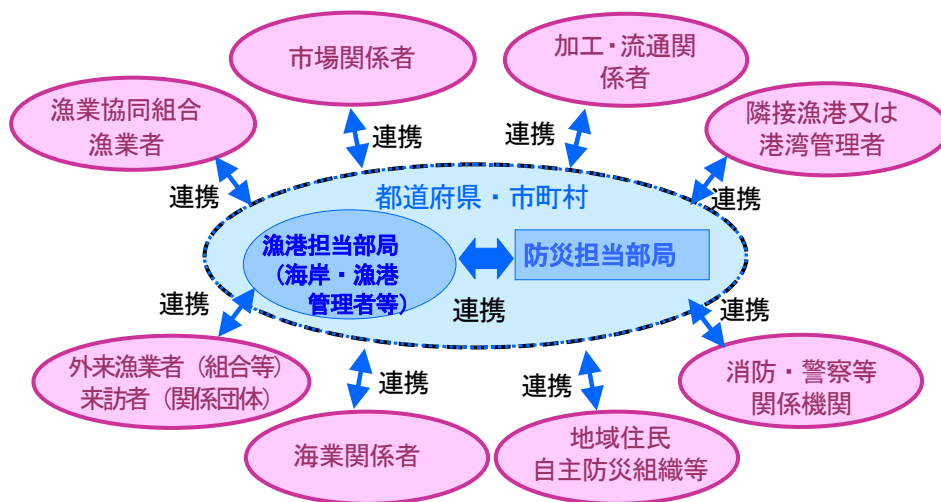 市場関係者
加工・流通関
係者
漁業協同組合
漁業者
隣接漁港又は
港湾管理者
連携
連携
連携
連携
都道府県・市町村
漁港担当部局
（海岸・漁港
管理者等）
防災担当部局
連携
連携
連携
外来漁業者（組合等）
来訪者（関係団体）
消防・警察等
関係機関
連携
連携
海業関係者
地域住民
自主防災組織等